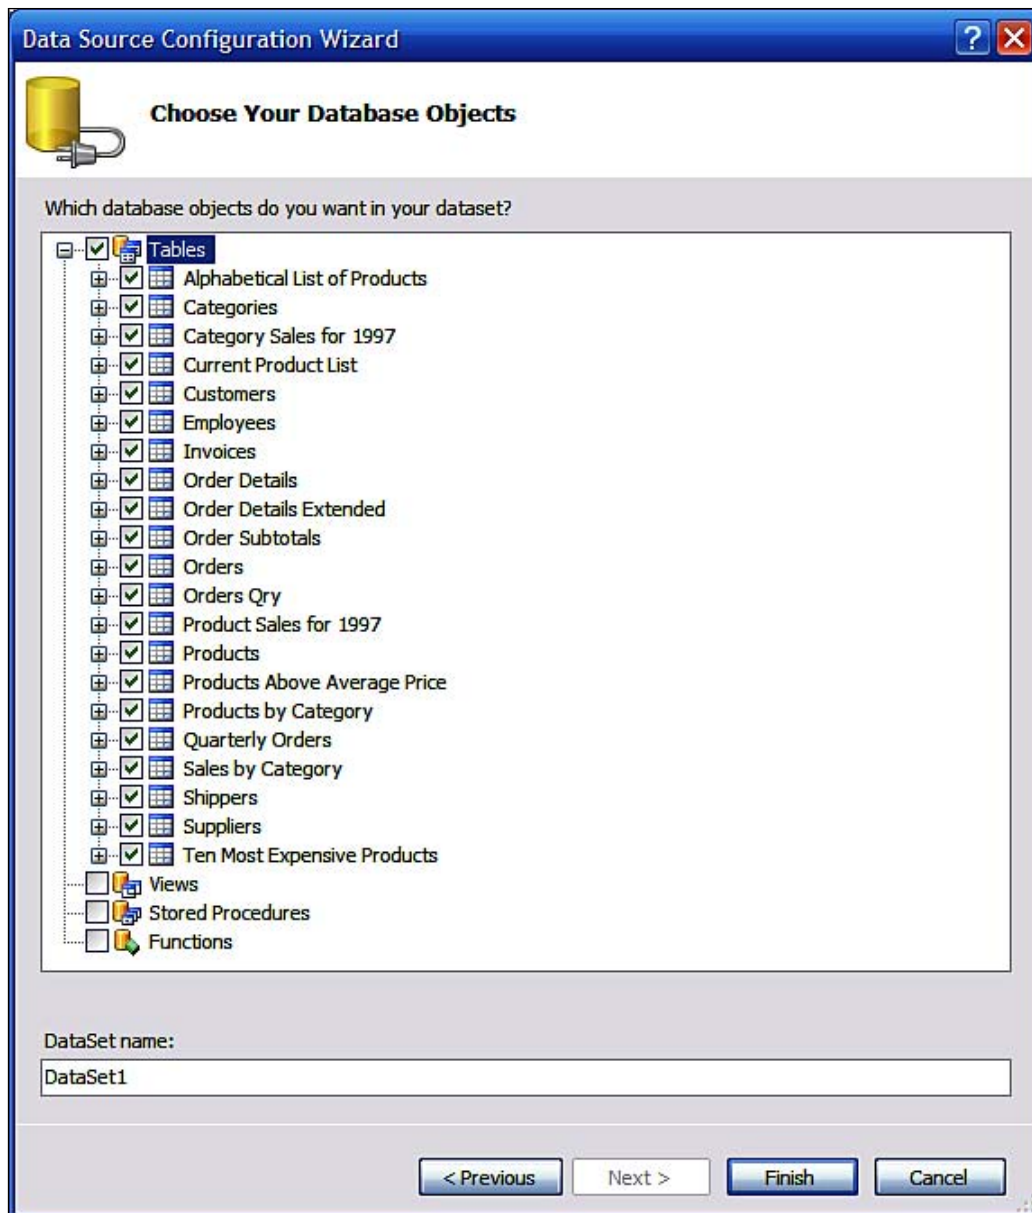 Data Source Configuration Wizard
Choose Your Database Objects
Which database objects do you want in your dataset?
Tables
Alphabetical List of Products
Categories
Category Sales for 1997
Current Product List
Customers
Employees
Invoices
Order Details
Order Details Extended
Order Subtotals
Orders
Orders Qry
Product Sales for 1997
Products
Products Above Average Price
Products by Category
Quarterly Orders
Sales by Category
Shippers
Suppliers
Ten Most Expensive Products
Views
Stored Procedures
Functions
DataSet name:
DataSet1
< Previous Next > Finish Cancel